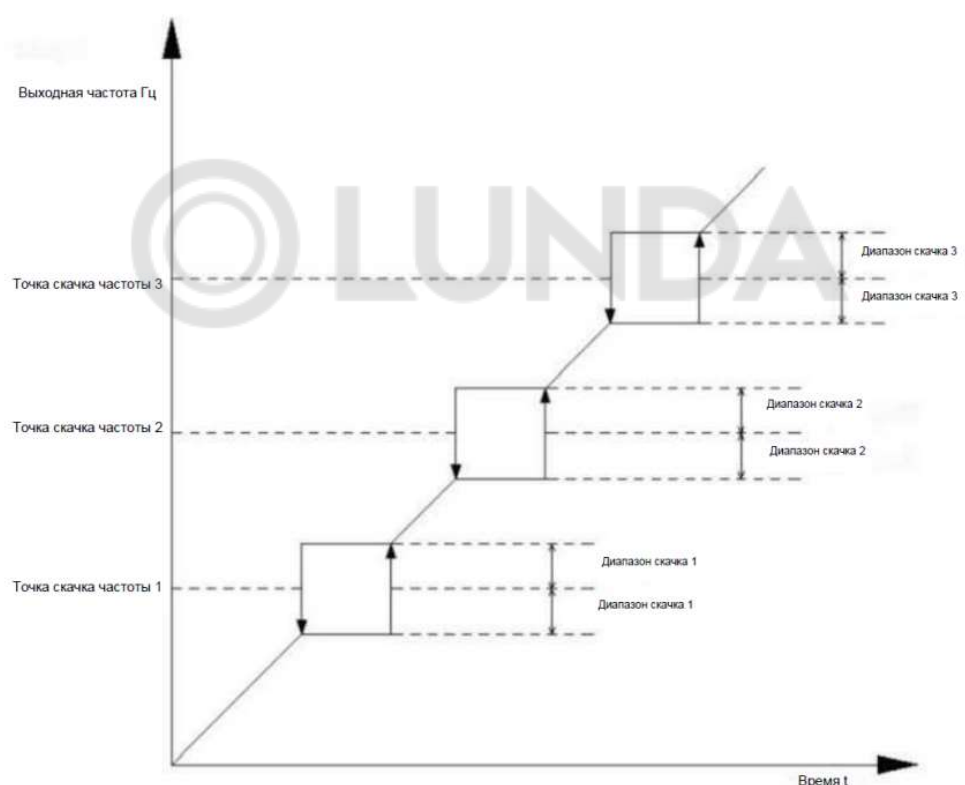 Выходная частота Гц
LUNDA
Диапазон скачка 3
Точка скачка частоты 3
Диапазон скачка 3
Диапазон скачка 2
Точка скачка частоты 2
Диапазон скачка 2
Диапазон скачка 1
Точка скачка частоты 1
Диапазон скачка 1
Время t